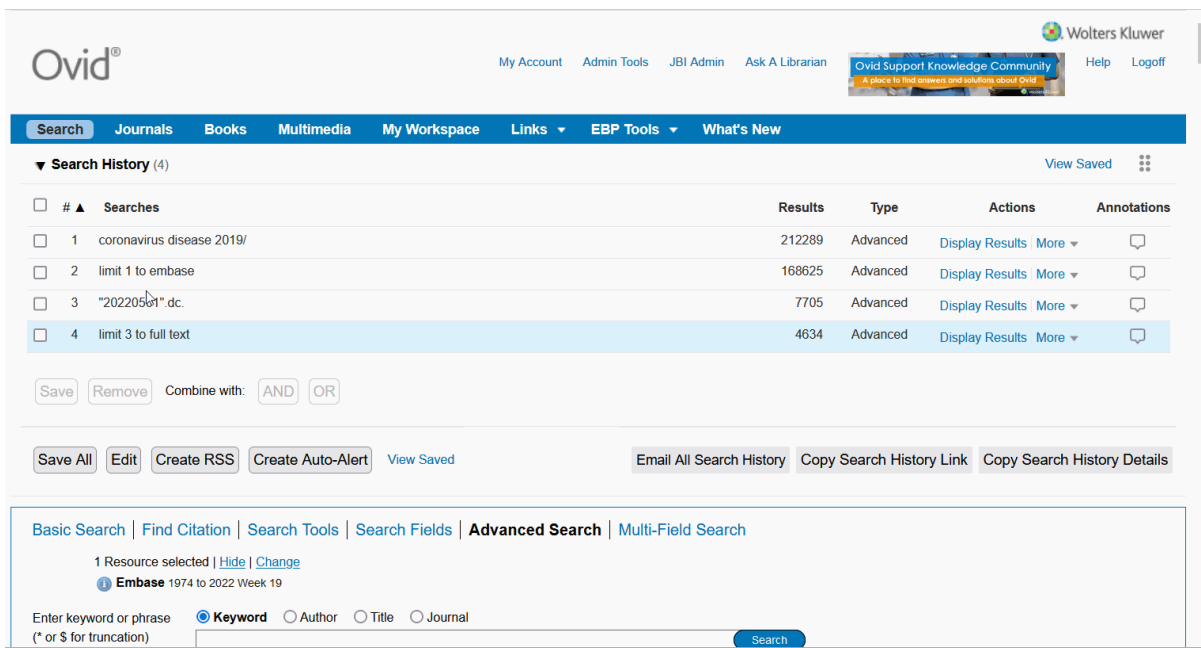 Wolters Kluwer
Ovid®
My Account Admin Tools JBI Admin Ask A Librarian
Ovid Support Knowledge Community
A place to find answers and solutions about Ovid
Help Logoff
Search Journals Books Multimedia My Workspace Links EBP Tools What's New
Search History (4) View Saved
# Searches Results Type Actions Annotations
1 coronavirus disease 2019/ 212289 Advanced Display Results More
2 limit 1 to embase 168625 Advanced Display Results More
3 7705 Advanced Display Results More
4 limit 3 to full text 4634 Advanced Display Results More
Save Remove Combine with: AND OR
Save All Edit Create RSS Create Auto-Alert View Saved Email All Search History Copy Search History Link Copy Search History Details
Basic Search | Find Citation | Search Tools | Search Fields | Advanced Search | Multi-Field Search
1 Resource selected | Hide | Change
Embase 1974 to 2022 Week 19
Enter keyword or phrase
(* or $ for truncation)
Keyword Author Title Journal
Search